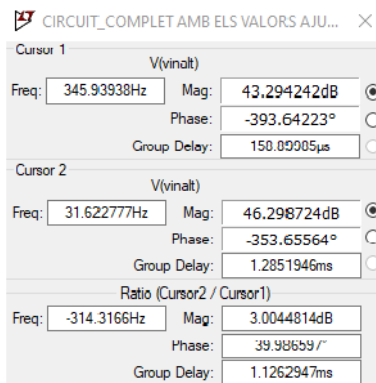 CIRCUIT_COMPLET AMB ELS VALORS AJU...
Cursor 1
V(vinalt)
Freq: 345.93938Hz Mag: 43.294242dB
Phase: -393.64223°
Group Delay: 158.89985µs
Cursor 2
V(vinalt)
Freq: 31.622777Hz Mag: 46.298724dB
Phase: -353.65564°
Group Delay: 1.2851946ms
Ratio (Cursor2 / Cursor1)
Freq: -314.3166Hz Mag: 3.0044814dB
Phase: 39.986597°
Group Delay: 1.1262947ms